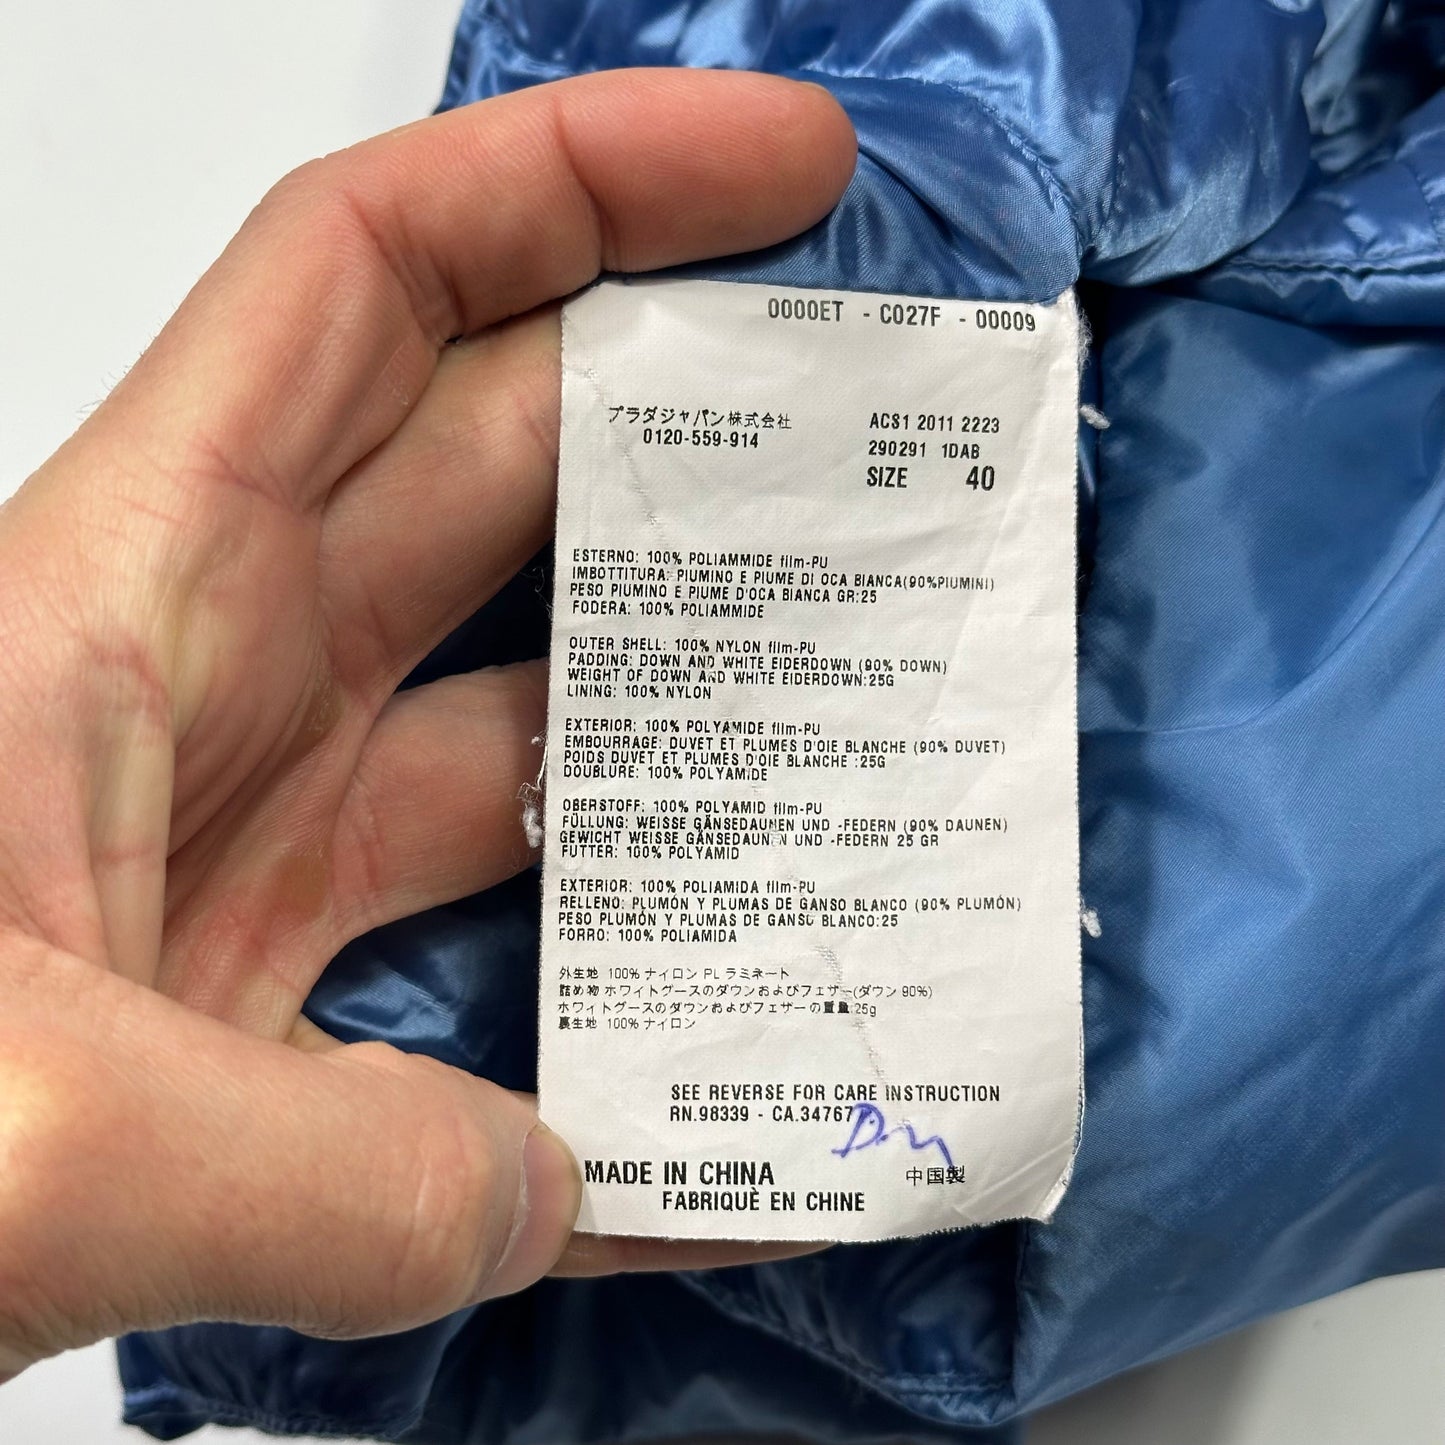 0000ET - C027F - 00009
プラダジャパン株式会社
0120-559-914
ACS1 2011 2223
290291 1DAB
SIZE 40
ESTERNO: 100% POLIAMMIDE film-PU
IMBOTTITURA: PIUMINO E PIUME DI OCA BIANCA(90%PIUMINI)
PESO PIUMINO E PIUME D'OCA BIANCA GR:25
FODERA: 100% POLIAMMIDE
OUTER SHELL: 100% NYLON film-PU
PADDING: DOWN AND WHITE EIDERDOWN (90% DOWN)
WEIGHT OF DOWN AND WHITE EIDERDOWN:25G
LINING: 100% NYLON
EXTERIOR: 100% POLYAMIDE film-PU
EMBOURRAGE: DUVET ET PLUMES D'OIE BLANCHE (90% DUVET)
POIDS DUVET ET PLUMES D'OIE BLANCHE :25G
DOUBLURE: 100% POLYAMIDE
OBERSTOFF: 100% POLYAMID film-PU
FÜLLUNG: WEISSE GÄNSEDAUNEN UND -FEDERN (90% DAUNEN)
GEWICHT WEISSE GÄNSEDAUNEN UND -FEDERN 25 GR
FUTTER: 100% POLYAMID
EXTERIOR: 100% POLIAMIDA film-PU
RELLENO: PLUMÓN Y PLUMAS DE GANSO BLANCO (90% PLUMÓN)
PESO PLUMÓN Y PLUMAS DE GANSO BLANCO:25
FORRO: 100% POLIAMIDA
外生地 100% ナイロン PL ラミネート
詰め物 ホワイトグースのダウンおよびフェザー(ダウン 90%)
ホワイトグースのダウンおよびフェザーの重量:25g
裏生地 100% ナイロン
SEE REVERSE FOR CARE INSTRUCTION
RN.98339 - CA.34767
MADE IN CHINA
中国製
FABRIQUÈ EN CHINE